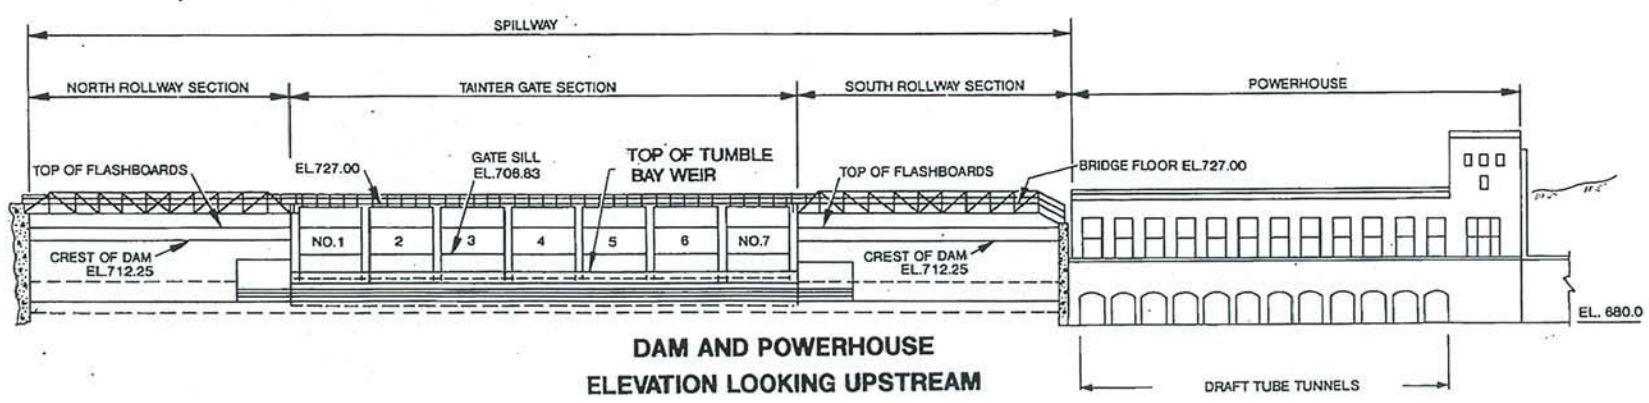 SPILLWAY
NORTH ROLLWAY SECTION
TAINTER GATE SECTION
SOUTH ROLLWAY SECTION
POWERHOUSE
TOP OF FLASHBOARDS
EL.727.00
GATE SILL
EL.706.83
TOP OF TUMBLE
BAY WEIR
TOP OF FLASHBOARDS
BRIDGE FLOOR EL.727.00
NO.1
2
3
4
5
6
NO.7
CREST OF DAM
EL.712.25
CREST OF DAM
EL.712.25
EL. 680.0
DAM AND POWERHOUSE
ELEVATION LOOKING UPSTREAM
DRAFT TUBE TUNNELS